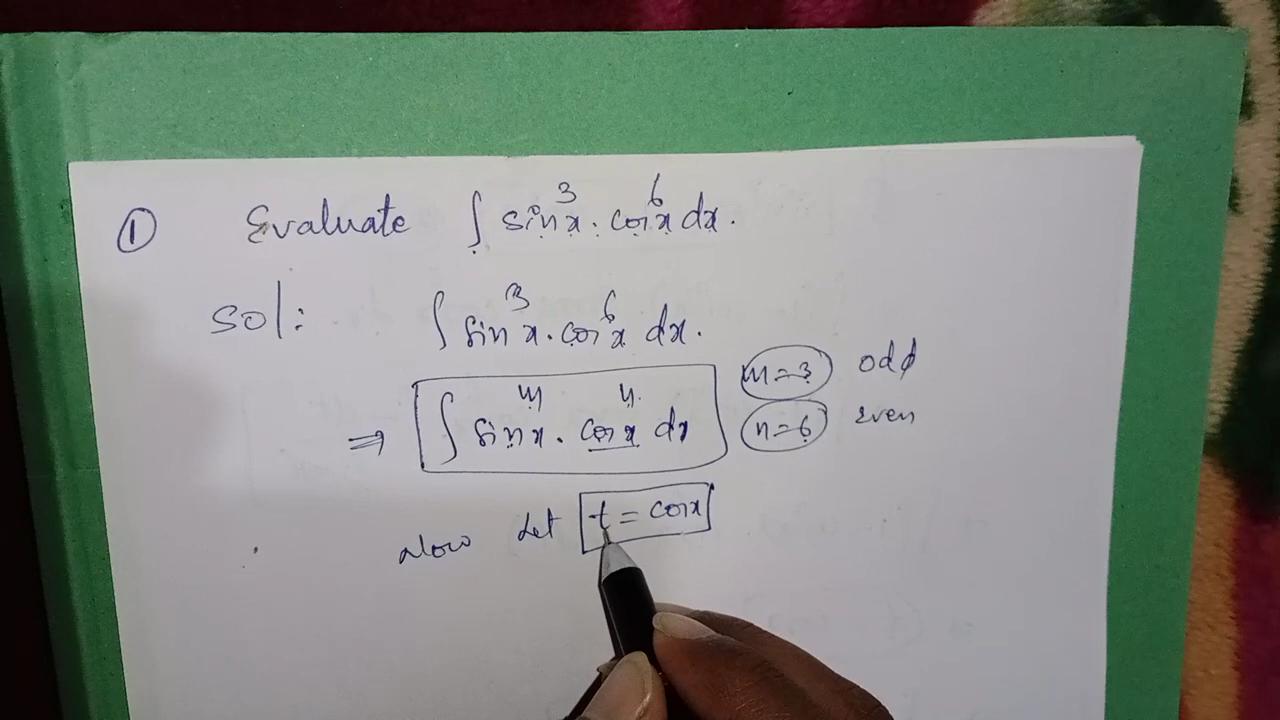 ① Evaluate ∫ sin³x . cos⁶x dx.
Sol: ∫ sin³x . cos⁶x dx.
⇒ ∫ sinᵐx . cosⁿx dx m=3 odd
n=6 even
Now Let t = cosx